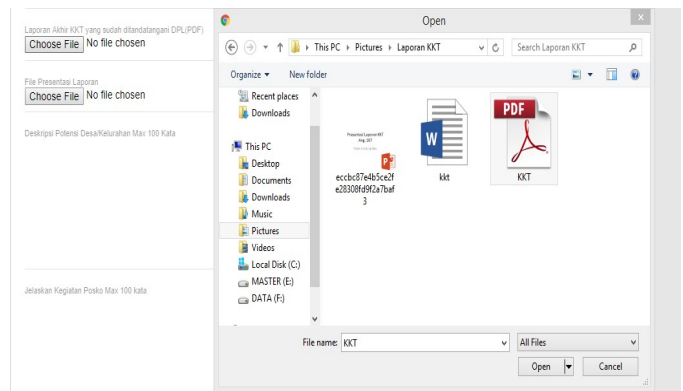 Laporan Akhir KKT yang sudah ditandatangani DPL(PDF)
Choose File No file chosen
File Presentasi Laporan
Choose File No file chosen
Deskripsi Potensi Desa/Kelurahan Max 100 Kata
Jelaskan Kegiatan Posko Max 100 kata
Open
x
This PC Pictures Laporan KKT
Search Laporan KKT
Organize New folder
Recent places
Downloads
This PC
Desktop
Documents
Downloads
Music
Pictures
Videos
Local Disk (C:)
MASTER (E:)
DATA (F:)
Presentasi Laporan KKT
eccbc87e4b5ce2f
e28308fd9f2a7baf
3
W
kkt
PDF
KKT
File name: KKT
All Files
Open Cancel